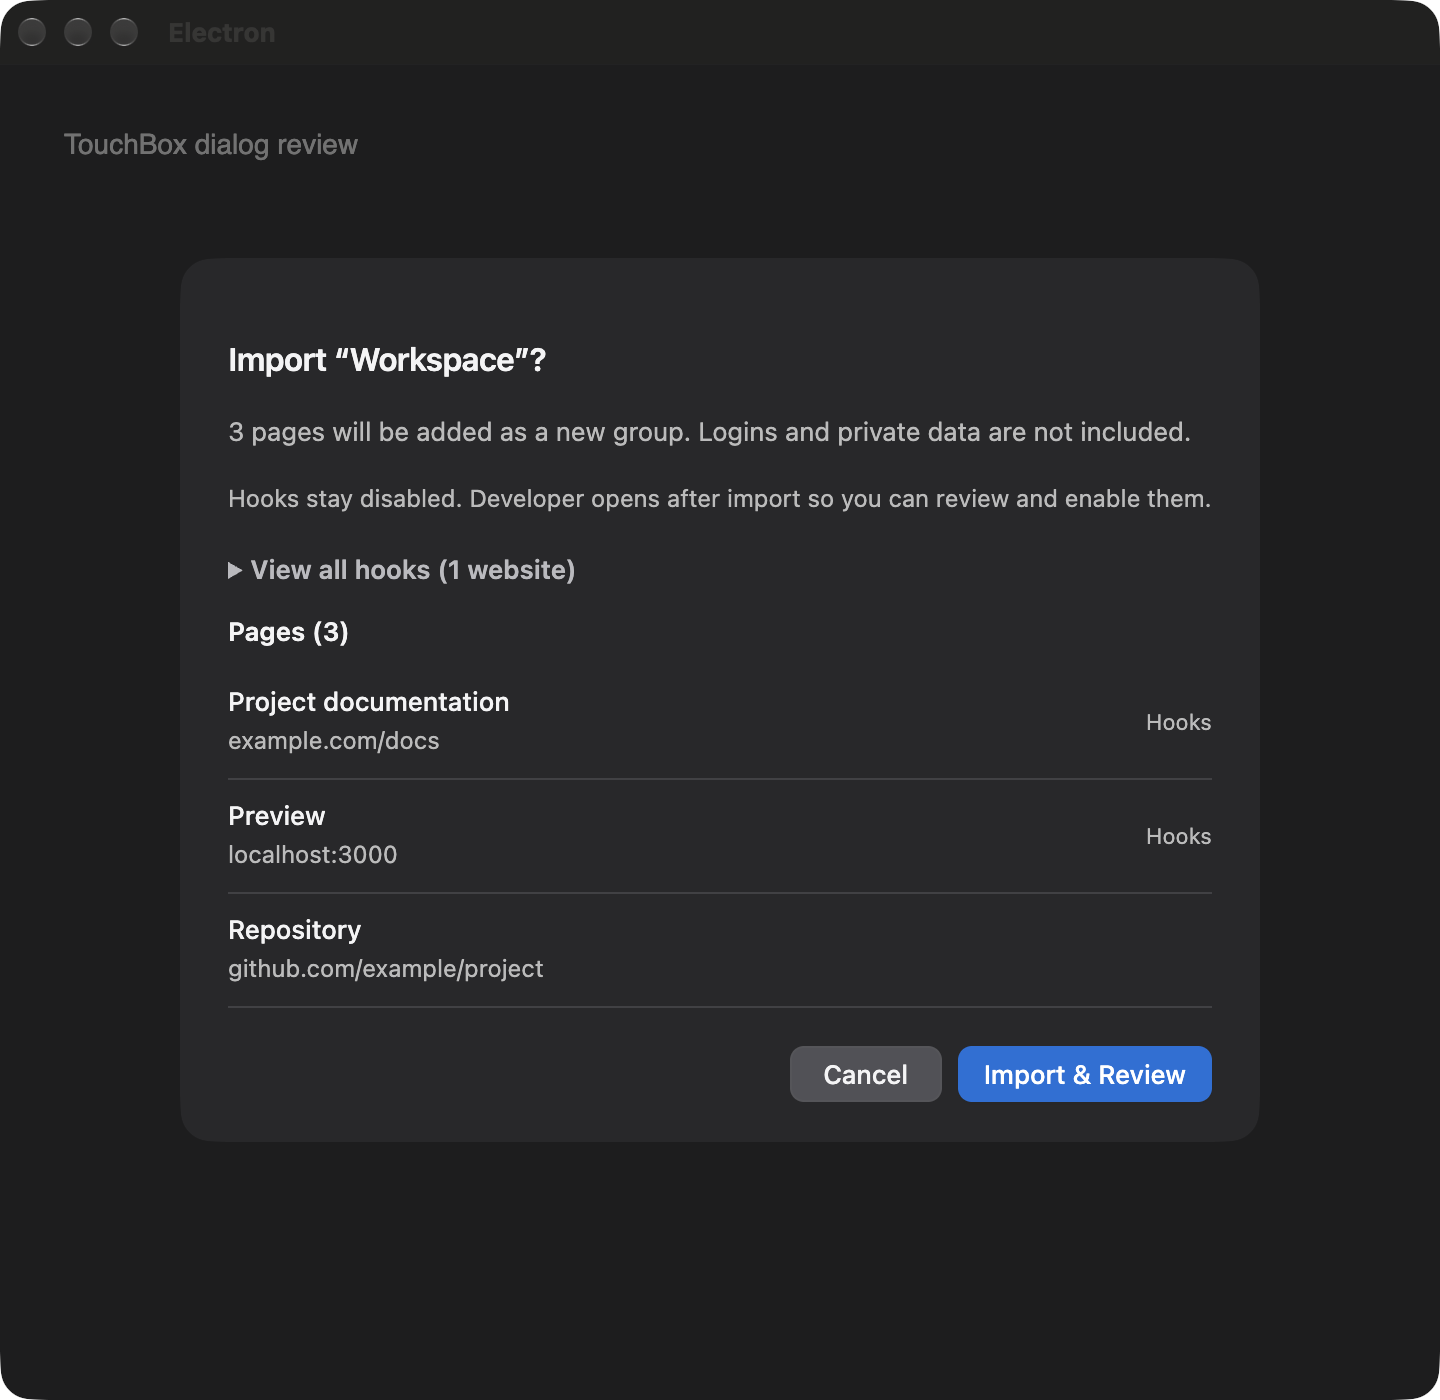 Electron
TouchBox dialog review
Import “Workspace”?
3 pages will be added as a new group. Logins and private data are not included.
Hooks stay disabled. Developer opens after import so you can review and enable them.
View all hooks (1 website)
Pages (3)
Project documentation
example.com/docs
Hooks
Preview
localhost:3000
Hooks
Repository
github.com/example/project
Cancel
Import & Review